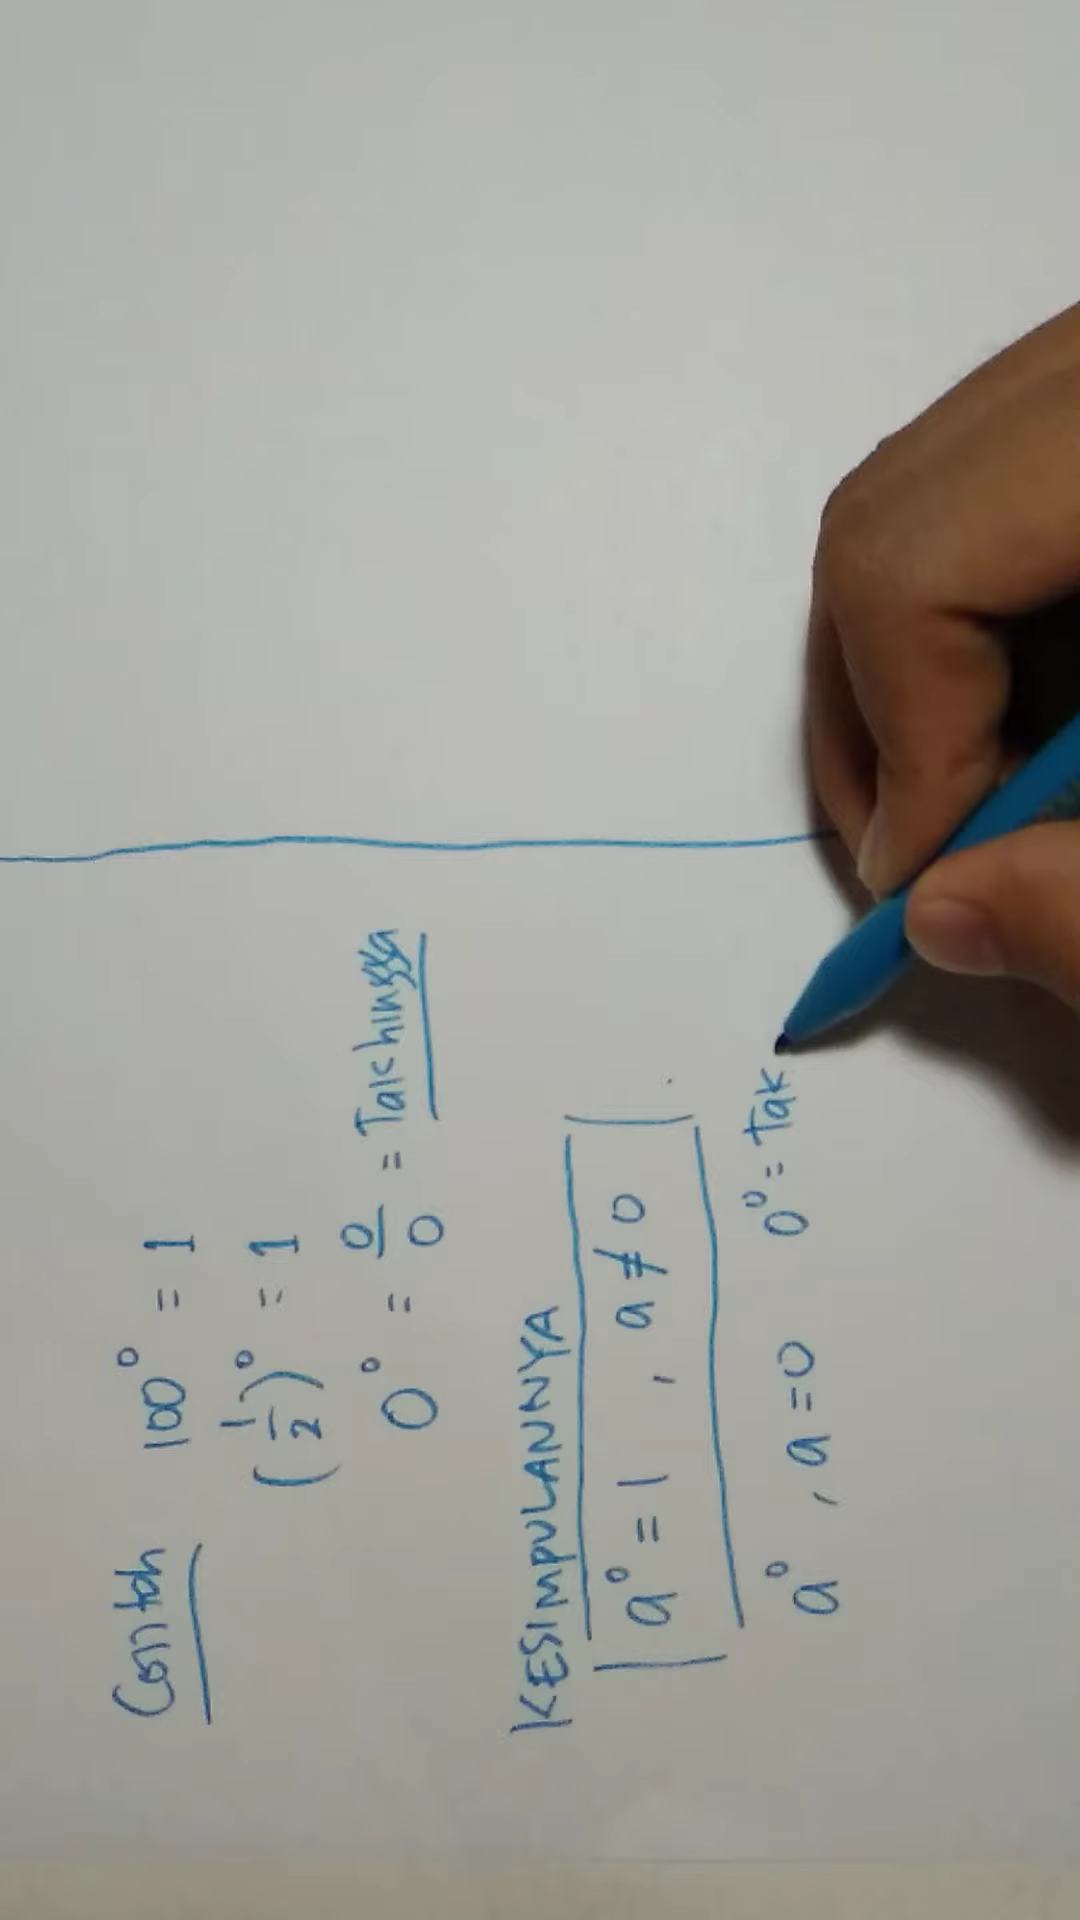 Contoh 100⁰ = 1
(1/2)⁰ = 1
0⁰ = 0/0 = Tak hingga
KESIMPULANNYA
a⁰ = 1 , a ≠ 0
a⁰ , a = 0 0⁰ = Tak